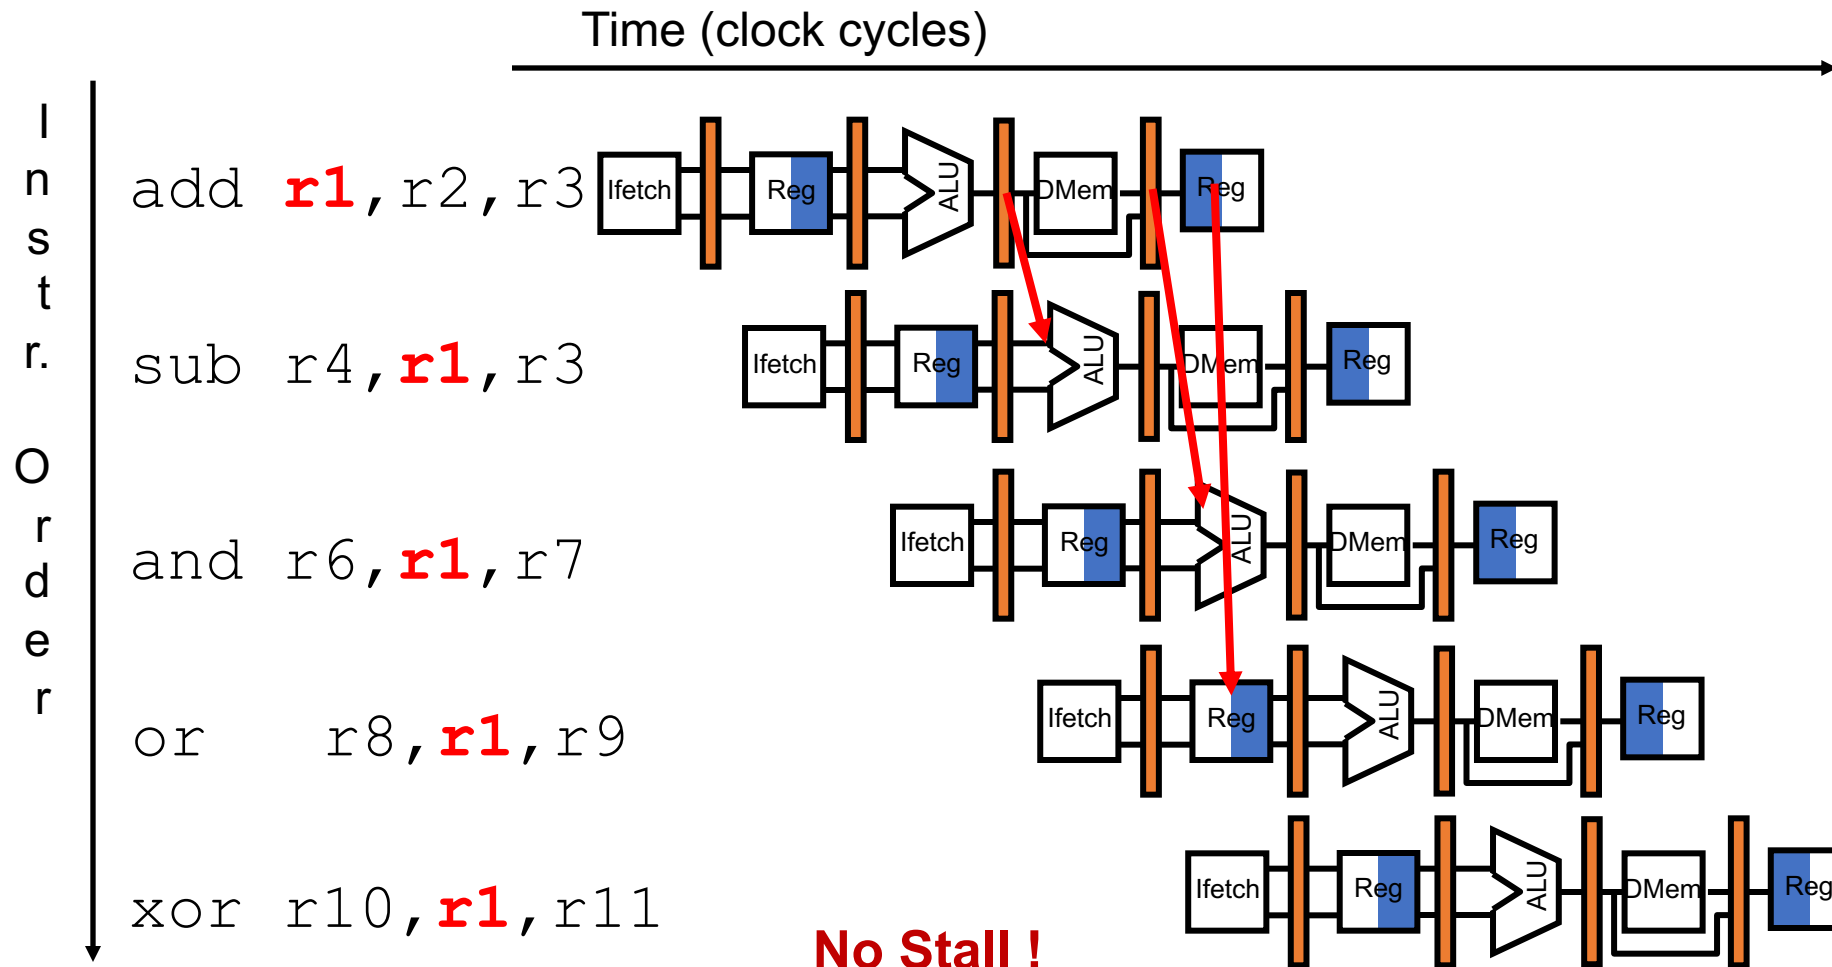 Time (clock cycles)
Instr. Order
add r1,r2,r3 Ifetch Reg ALU DMem Reg
sub r4,r1,r3 Ifetch Reg ALU DMem Reg
and r6,r1,r7 Ifetch Reg ALU DMem Reg
or r8,r1,r9 Ifetch Reg ALU DMem Reg
xor r10,r1,r11 Ifetch Reg ALU DMem Reg
No Stall !